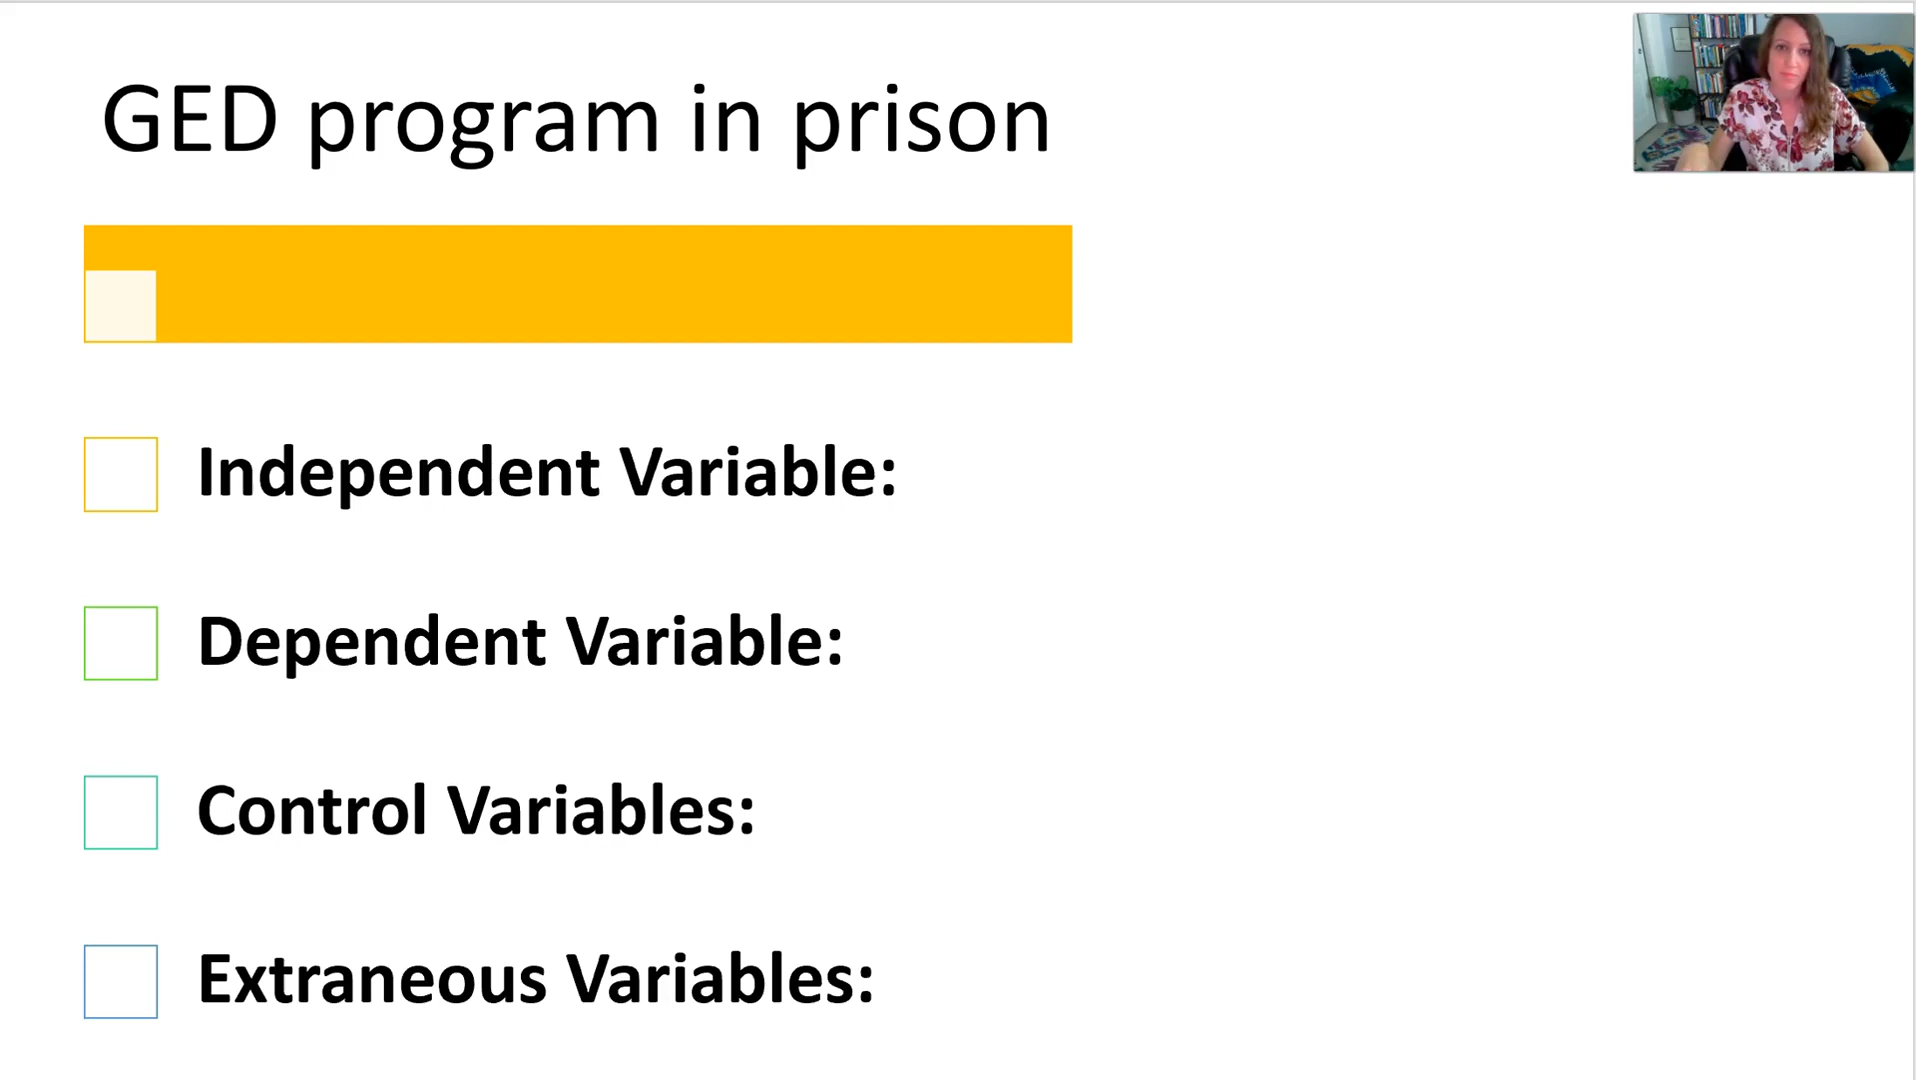 GED program in prison
Independent Variable:
Dependent Variable:
Control Variables:
Extraneous Variables: